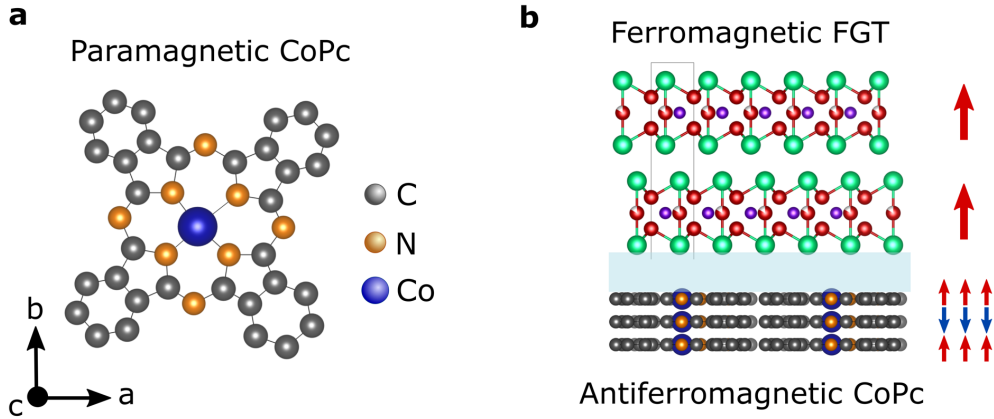 a
Paramagnetic CoPc
C
N
Co
b
c
a
b
Ferromagnetic FGT
Antiferromagnetic CoPc